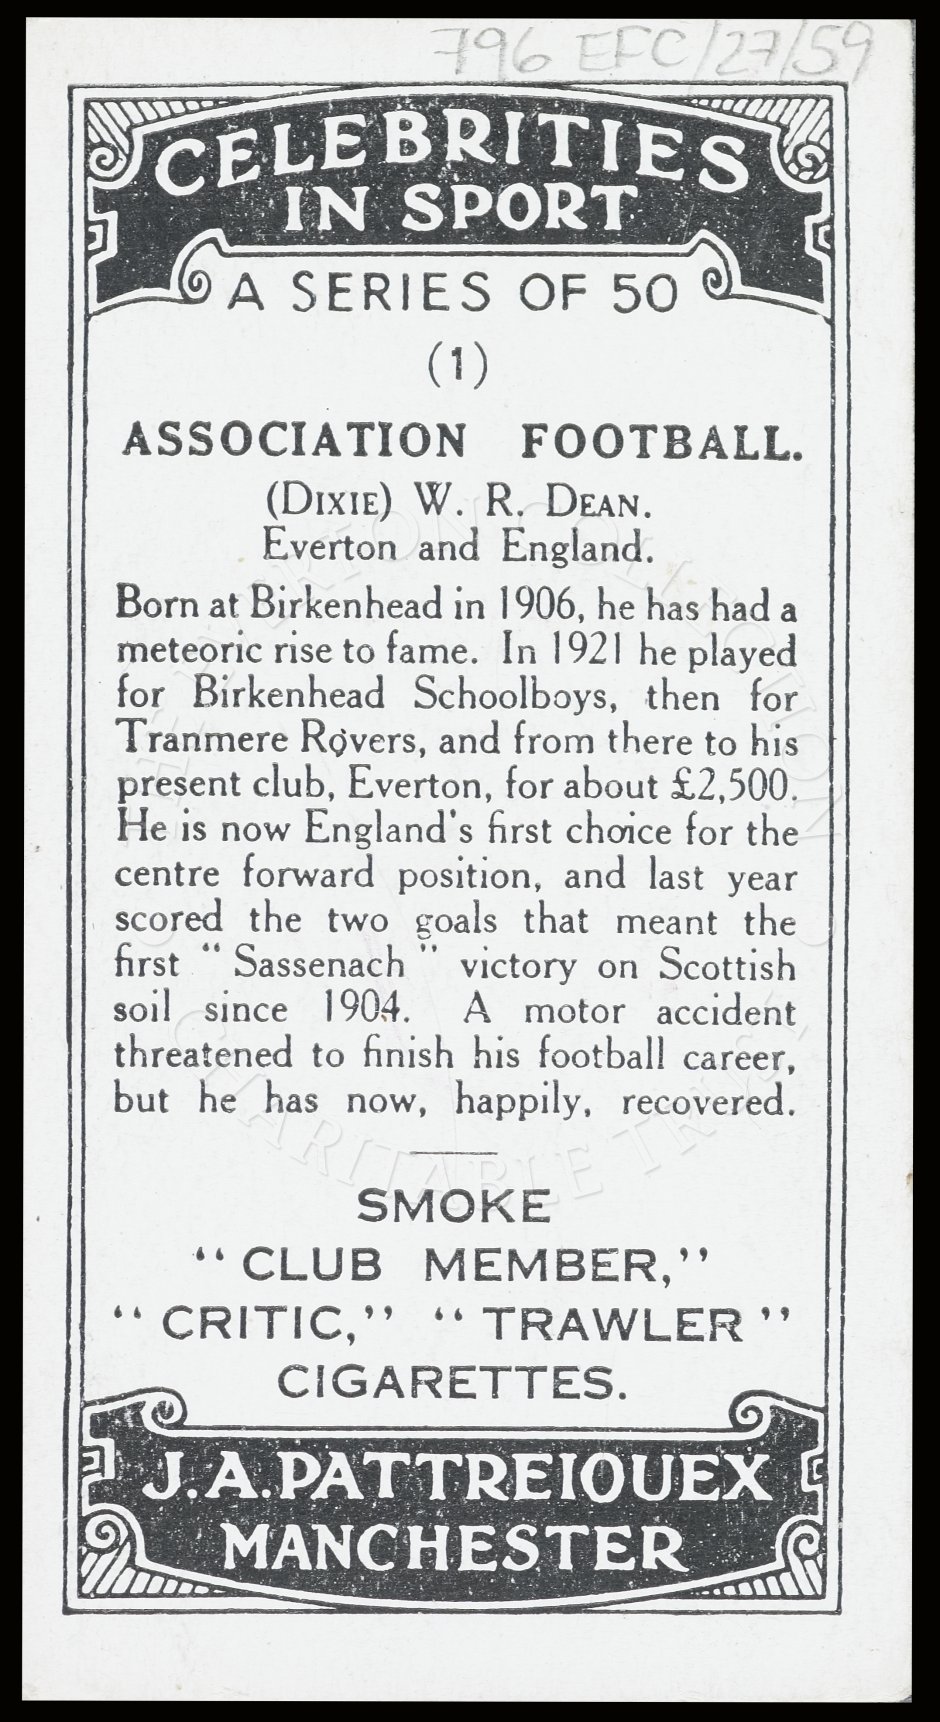 796 EFC/27/59
CELEBRITIES
IN SPORT
A SERIES OF 50
(1)
ASSOCIATION FOOTBALL.
(DIXIE) W. R. DEAN.
Everton and England.
Born at Birkenhead in 1906, he has had a
meteoric rise to fame. In 1921 he played
for Birkenhead Schoolboys, then for
Tranmere Rovers, and from there to his
present club, Everton, for about £2,500.
He is now England's first choice for the
centre forward position, and last year
scored the two goals that meant the
first "Sassenach" victory on Scottish
soil since 1904. A motor accident
threatened to finish his football career,
but he has now, happily, recovered.
SMOKE
"CLUB MEMBER,"
"CRITIC," "TRAWLER"
CIGARETTES.
J.A.PATTREIOUEX
MANCHESTER
THE EVERTON COLLECTION
CHARITABLE TRUST